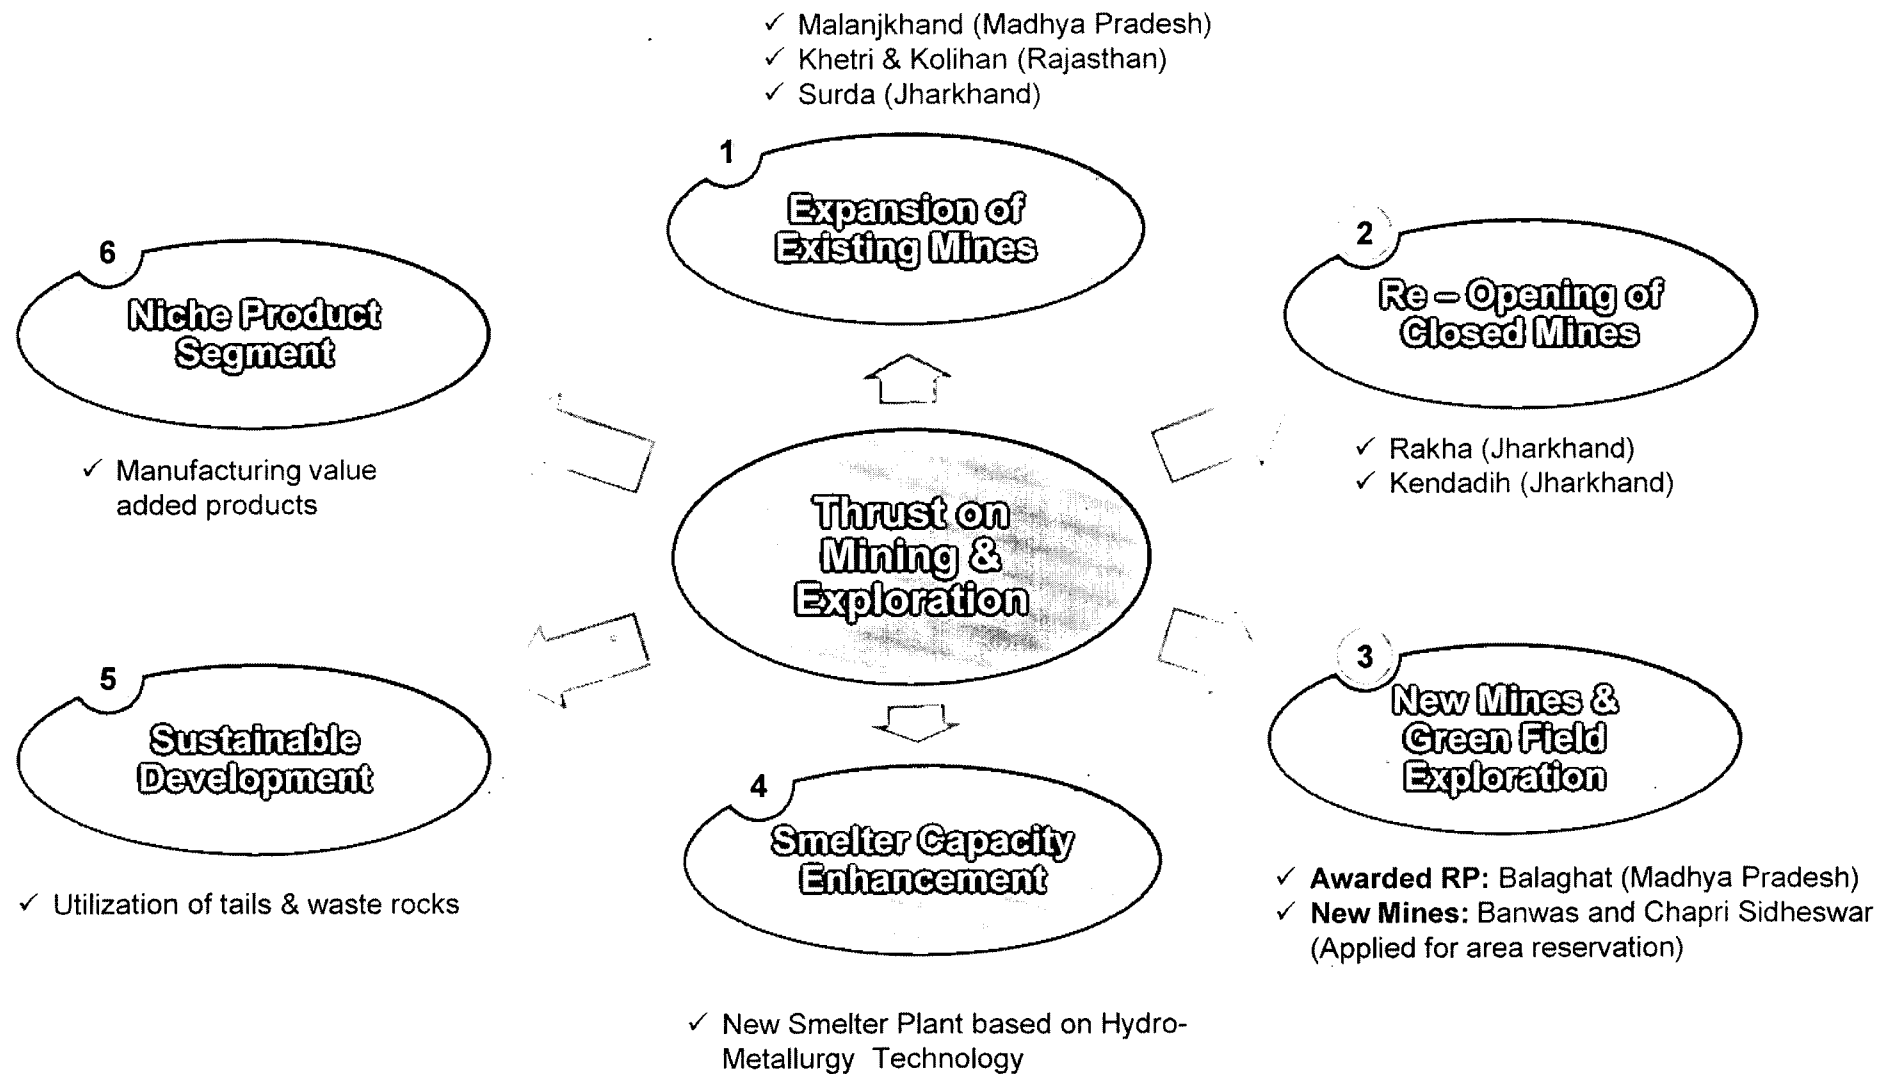 ✓ Malanjkhand (Madhya Pradesh)
✓ Khetri & Kolihan (Rajasthan)
✓ Surda (Jharkhand)
1
Expansion of
Existing Mines
2
Re – Opening of
Closed Mines
✓ Rakha (Jharkhand)
✓ Kendadih (Jharkhand)
6
Niche Product
Segment
✓ Manufacturing value
added products
Thrust on
Mining &
Exploration
3
New Mines &
Green Field
Exploration
✓ Awarded RP: Balaghat (Madhya Pradesh)
✓ New Mines: Banwas and Chapri Sidheswar
(Applied for area reservation)
5
Sustainable
Development
✓ Utilization of tails & waste rocks
4
Smelter Capacity
Enhancement
✓ New Smelter Plant based on Hydro-
Metallurgy Technology